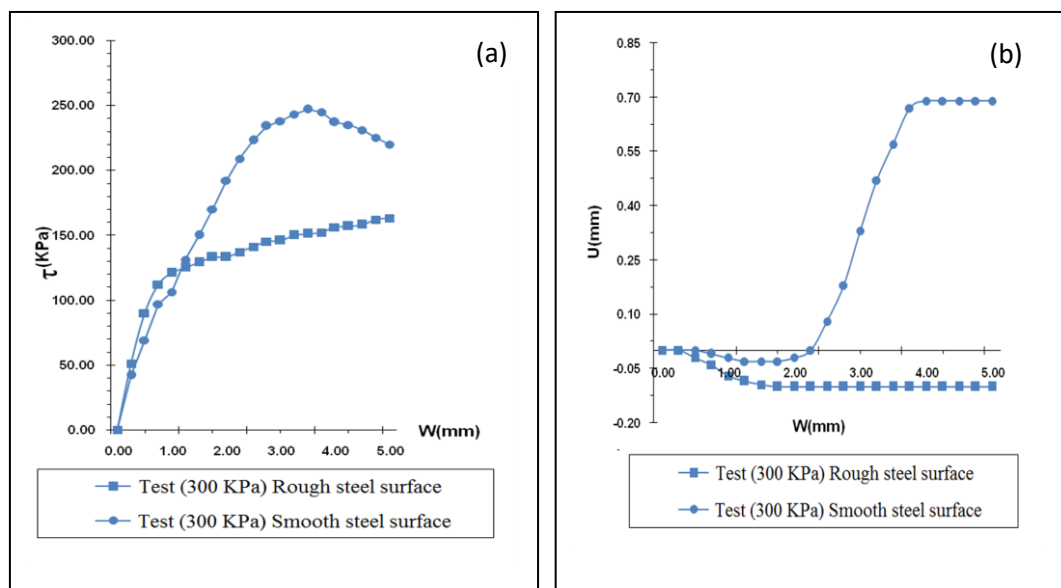 (a)
300.00
250.00
200.00
150.00
100.00
50.00
0.00
τ(KPa)
0.00 1.00 2.00 3.00 4.00 5.00
W(mm)
Test (300 KPa) Rough steel surface
Test (300 KPa) Smooth steel surface
(b)
0.85
0.70
0.55
0.40
0.25
0.10
-0.05
-0.20
U(mm)
0.00 1.00 2.00 3.00 4.00 5.00
W(mm)
Test (300 KPa) Rough steel surface
Test (300 KPa) Smooth steel surface